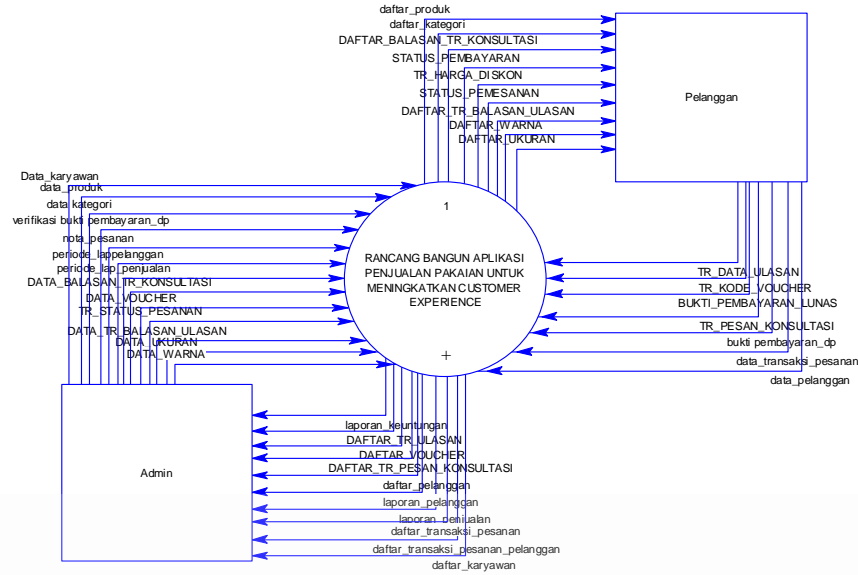 daftar_produk
daftar_kategori
DAFTAR_BALASAN_TR_KONSULTASI
STATUS_PEMBAYARAN
TR_HARGA_DISKON
STATUS_PEMESANAN
DAFTAR_TR_BALASAN_ULASAN
DAFTAR_WARNA
DAFTAR_UKURAN
Pelanggan
Data_karyawan
data_produk
data kategori
verifikasi bukti pembayaran_dp
nota_pesanan
periode_lappelanggan
periode_lap_penjualan
DATA_BALASAN_TR_KONSULTASI
DATA_VOUCHER
TR_STATUS_PESANAN
DATA_TR_BALASAN_ULASAN
DATA_UKURAN
DATA_WARNA
1
RANCANG BANGUN APLIKASI
PENJUALAN PAKAIAN UNTUK
MENINGKATKAN CUSTOMER
EXPERIENCE
+
TR_DATA_ULASAN
TR_KODE_VOUCHER
BUKTI_PEMBAYARAN_LUNAS
TR_PESAN_KONSULTASI
bukti pembayaran_dp
data_transaksi_pesanan
data_pelanggan
Admin
laporan_keuntungan
DAFTAR_TR_ULASAN
DAFTAR_VOUCHER
DAFTAR_TR_PESAN_KONSULTASI
daftar_pelanggan
laporan_pelanggan
laporan_penjualan
daftar_transaksi_pesanan
daftar_transaksi_pesanan_pelanggan
daftar_karyawan